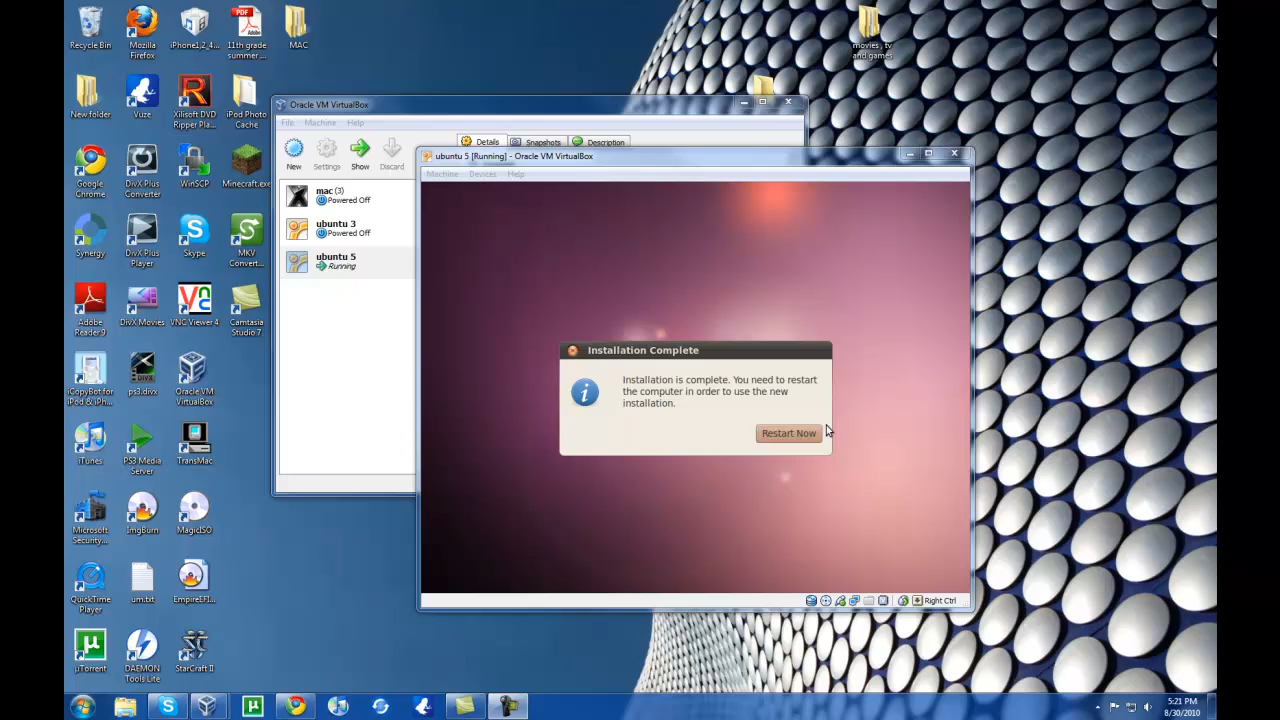 Recycle Bin
Mozilla
Firefox
iPhone1,2_4...
PDF
Adobe
11th grade
summer ...
MAC
movies , tv
and games
New folder
Vuze
Xilisoft DVD
Ripper Pla...
iPod Photo
Cache
Google
Chrome
DivX Plus
Converter
WinSCP
Minecraft.exe
Synergy
DivX Plus
Player
Skype
MKV
Convert...
Adobe
Reader 9
DivX Movies
VNC Viewer 4
Camtasia
Studio 7
iCopyBot for
iPod & iPh...
DIVX
ps3.divx
Oracle VM
VirtualBox
iTunes
PS3 Media
Server
TransMac
Microsoft
Security...
ImgBurn
MagicISO
QuickTime
Player
um.txt
EmpireEFI...
µTorrent
DAEMON
Tools Lite
StarCraft II
Oracle VM VirtualBox
File Machine Help
New Settings Show Discard
Details Snapshots Description
mac (3)
Powered Off
ubuntu 3
Powered Off
ubuntu 5
Running
ubuntu 5 [Running] - Oracle VM VirtualBox
Machine Devices Help
Installation Complete
Installation is complete. You need to restart
the computer in order to use the new
installation.
Restart Now
Right Ctrl
5:21 PM
8/30/2010